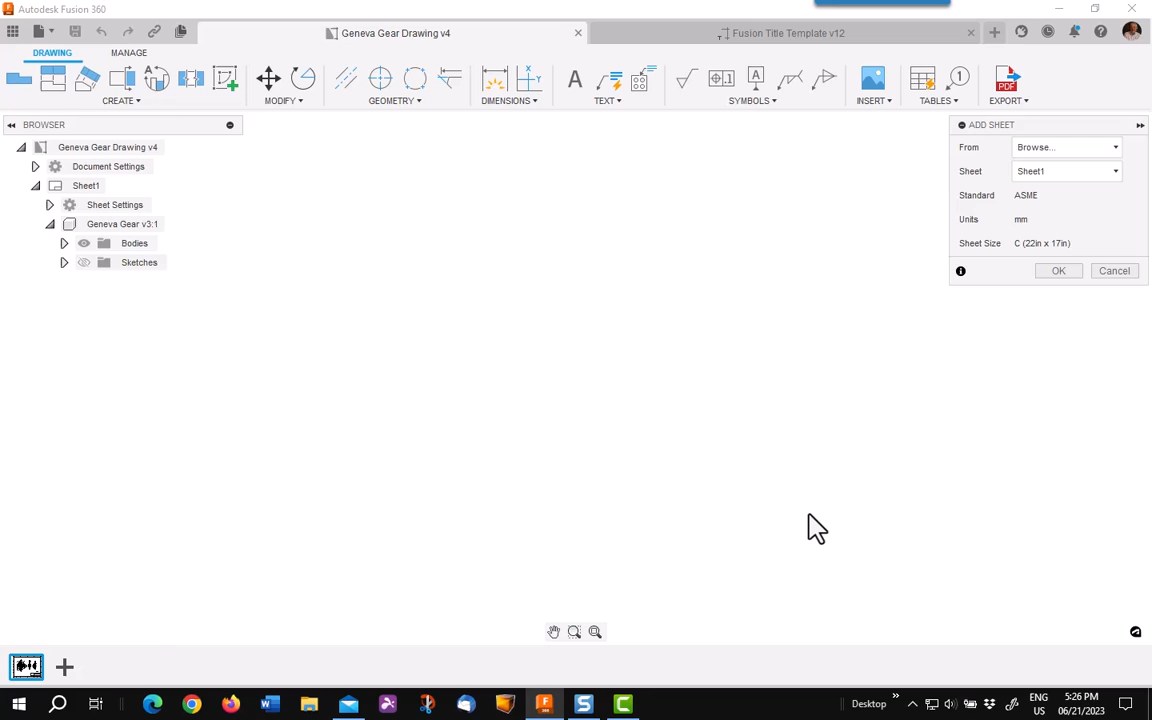 Autodesk Fusion 360
Geneva Gear Drawing v4
Fusion Title Template v12
DRAWING
MANAGE
CREATE
MODIFY
GEOMETRY
DIMENSIONS
TEXT
SYMBOLS
INSERT
TABLES
EXPORT
BROWSER
Geneva Gear Drawing v4
Document Settings
Sheet1
Sheet Settings
Geneva Gear v3:1
Bodies
Sketches
ADD SHEET
From Browse...
Sheet Sheet1
Standard ASME
Units mm
Sheet Size C (22in x 17in)
OK Cancel
Desktop
ENG
US
5:26 PM
06/21/2023